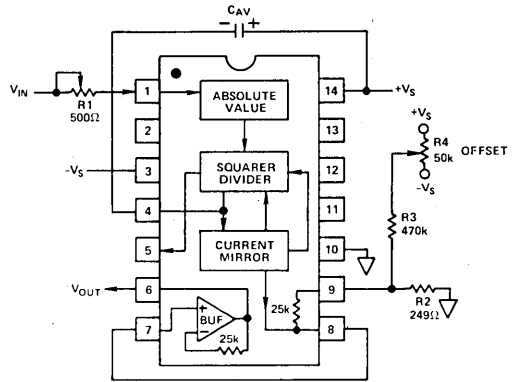 CAV
− +
VIN
R1
500Ω
1
ABSOLUTE
VALUE
14
+VS
2
13
+VS
R4
50k
OFFSET
−VS
−VS
3
SQUARER
DIVIDER
12
4
11
5
CURRENT
MIRROR
10
R3
470k
VOUT
6
9
R2
249Ω
25k
7
+
−
BUF
25k
8